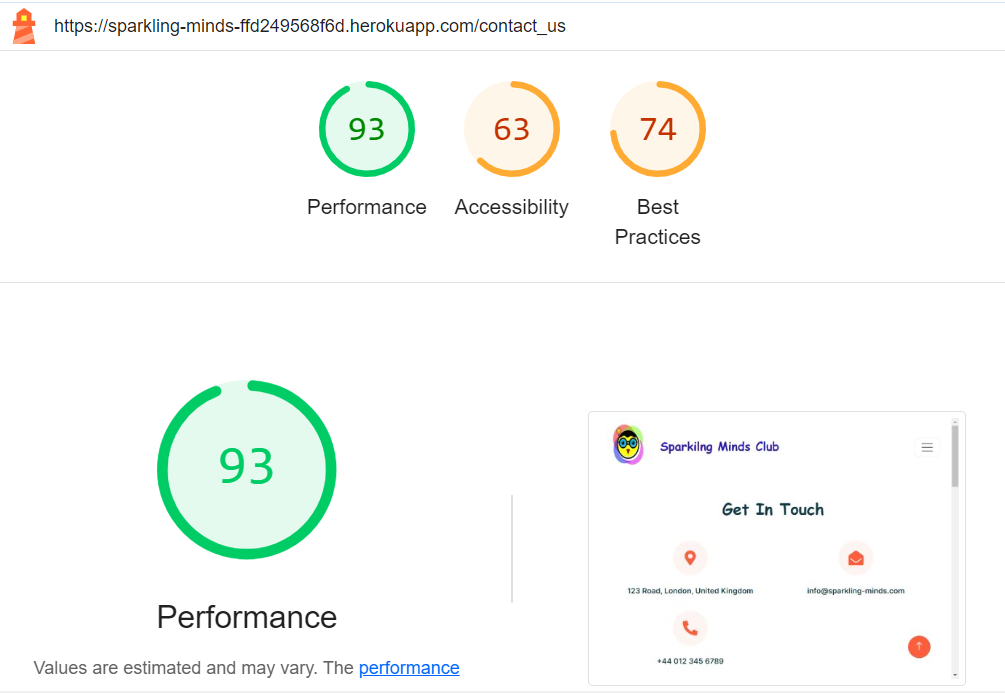 https://sparkling-minds-ffd249568f6d.herokuapp.com/contact_us
93
63
74
Performance
Accessibility
Best
Practices
93
Performance
Values are estimated and may vary. The performance
Sparkilng Minds Club
Get In Touch
123 Road, London, United Kingdom
info@sparkling-minds.com
+44 012 345 6789